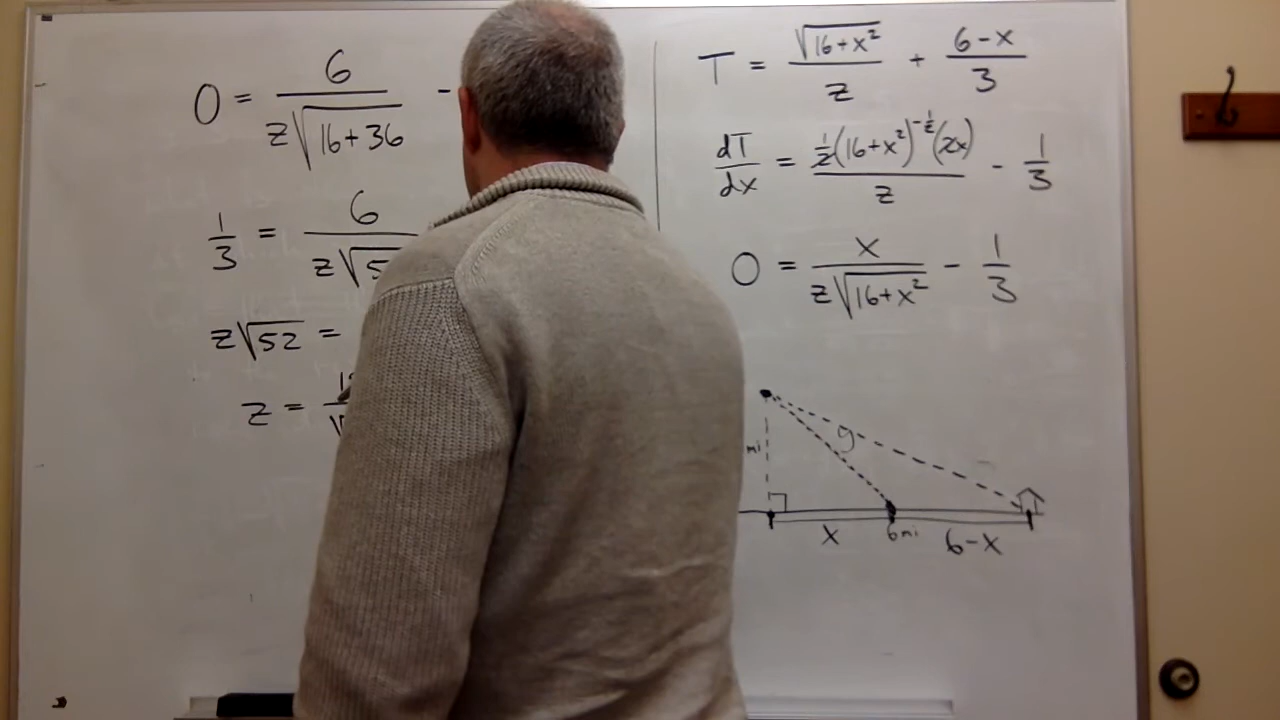 0 = 6/(z√(16+36)) -
1/3 = 6/(z√5
z√52 =
z =
T = √(16+x²)/z + (6-x)/3
dT/dx = ½(16+x²)^(-½)(2x)/z - 1/3
0 = x/(z√(16+x²)) - 1/3
mi
y
x 6mi 6-x